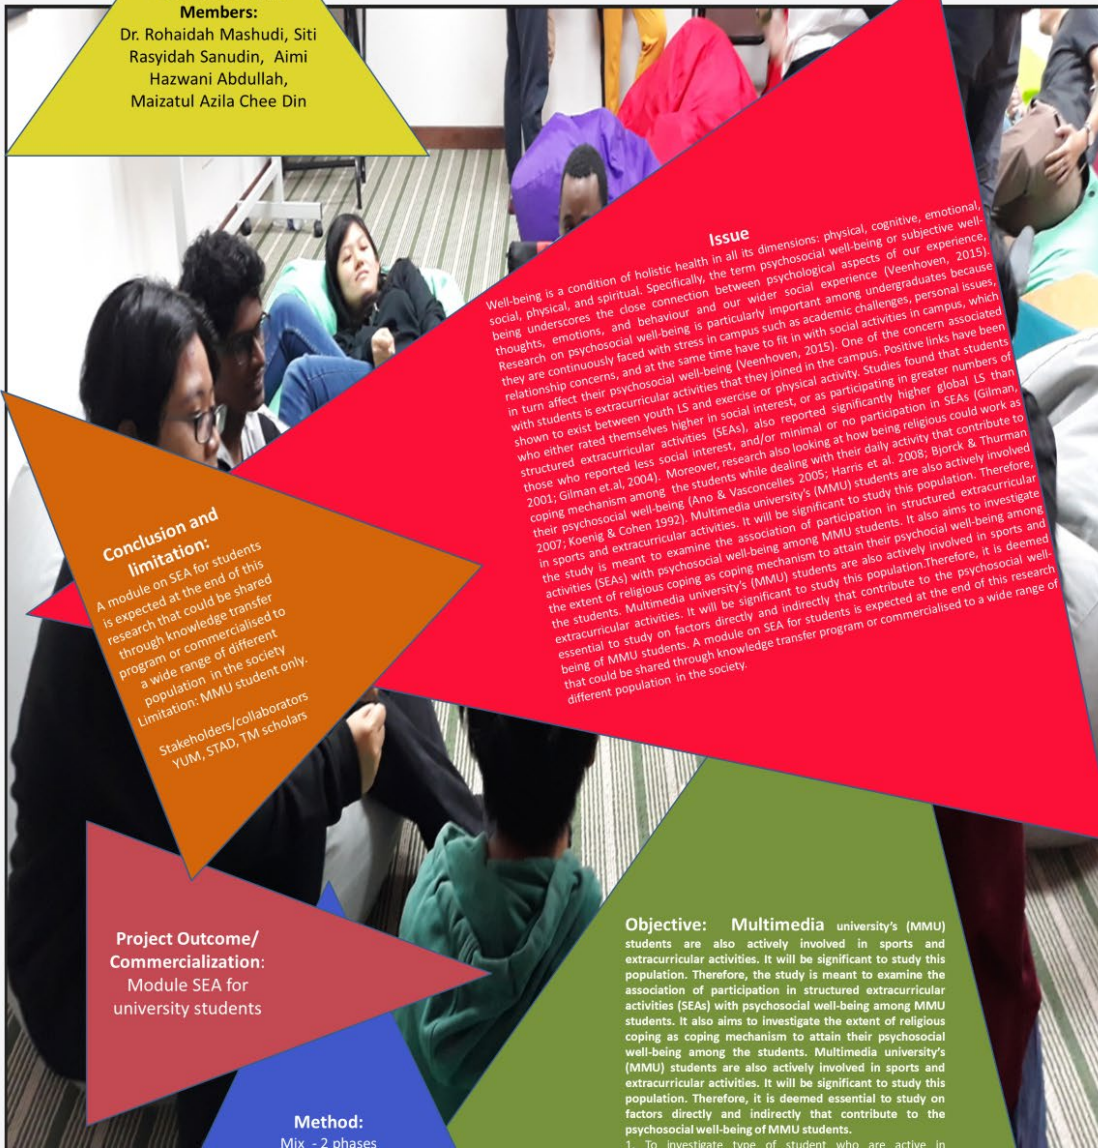 Members:
Dr. Rohaidah Mashudi, Siti
Rasyidah Sanudin, Aimi
Hazwani Abdullah,
Maizatul Azila Chee Din
Issue
Well-being is a condition of holistic health in all its dimensions: physical, cognitive, emotional,
social, physical, and spiritual. Specifically, the term psychosocial well-being or subjective well-
being underscores the close connection between psychological aspects of our experience,
thoughts, emotions, and behaviour and our wider social experience (Veenhoven, 2015).
Research on psychosocial well-being is particularly important among undergraduates because
they are continuously faced with stress in campus such as academic challenges, personal issues,
relationship concerns, and at the same time have to fit in with social activities in campus, which
in turn affect their psychosocial well-being (Veenhoven, 2015). One of the concern associated
with students is extracurricular activities that they joined in the campus. Positive links have been
shown to exist between youth LS and exercise or physical activity. Studies found that students
who either rated themselves higher in social interest, or as participating in greater numbers of
structured extracurricular activities (SEAs), also reported significantly higher global LS than
those who reported less social interest, and/or minimal or no participation in SEAs (Gilman,
2001; Gilman et.al, 2004). Moreover, research also looking at how being religious could work as
coping mechanism among the students while dealing with their daily activity that contribute to
their psychosocial well-being (Ano & Vasconcelles 2005; Harris et al. 2008; Bjorck & Thurman
2007; Koenig & Cohen 1992). Multimedia university's (MMU) students are also actively involved
in sports and extracurricular activities. It will be significant to study this population. Therefore,
the study is meant to examine the association of participation in structured extracurricular
activities (SEAs) with psychosocial well-being among MMU students. It also aims to investigate
the extent of religious coping as coping mechanism to attain their psychosocial well-being among
the students. Multimedia university's (MMU) students are also actively involved in sports and
extracurricular activities. It will be significant to study this population.Therefore, it is deemed
essential to study on factors directly and indirectly that contribute to the psychosocial well-
being of MMU students. A module on SEA for students is expected at the end of this research
that could be shared through knowledge transfer program or commercialised to a wide range of
different population in the society.
Conclusion and
limitation:
A module on SEA for students
is expected at the end of this
research that could be shared
through knowledge transfer
program or commercialised to
a wide range of different
population in the society
Limitation: MMU student only.
Stakeholders/collaborators
YUM, STAD, TM scholars
Project Outcome/
Commercialization:
Module SEA for
university students
Method:
Mix - 2 phases
Objective: Multimedia university's (MMU)
students are also actively involved in sports and
extracurricular activities. It will be significant to study this
population. Therefore, the study is meant to examine the
association of participation in structured extracurricular
activities (SEAs) with psychosocial well-being among MMU
students. It also aims to investigate the extent of religious
coping as coping mechanism to attain their psychosocial
well-being among the students. Multimedia university's
(MMU) students are also actively involved in sports and
extracurricular activities. It will be significant to study this
population. Therefore, it is deemed essential to study on
factors directly and indirectly that contribute to the
psychosocial well-being of MMU students.
1. To investigate type of student who are active in